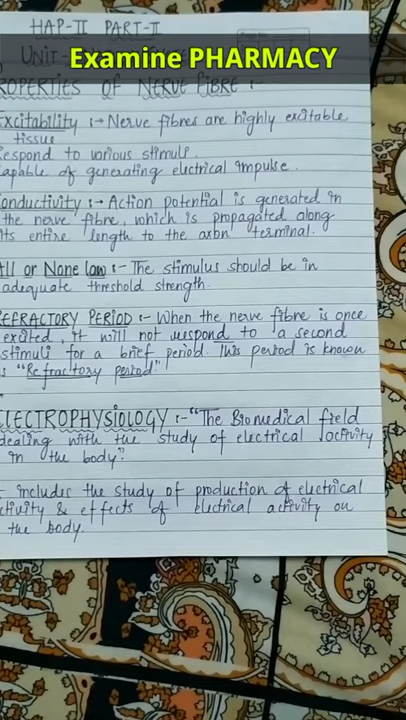 HAP-II PART-II
UNIT-
Examine PHARMACY
ROPERTIES OF NERVE FIBRE :-
Excitability :→ Nerve fibres are highly excitable
tissue
Respond to various stimuli.
Capable of generating electrical impulse.
Conductivity :→ Action potential is generated in
the nerve fibre, which is propagated along
its entire length to the axon terminal.
All or None law :- The stimulus should be in
adequate threshold strength.
REFRACTORY PERIOD :- When the nerve fibre is once
excited, it will not respond to a second
stimuli for a brief period. This period is known
as "Refractory period".
ELECTROPHYSIOLOGY :- "The Biomedical field
dealing with the study of electrical activity
in the body".
t includes the study of production of electrical
ctivity & effects of electrical activity on
the body.